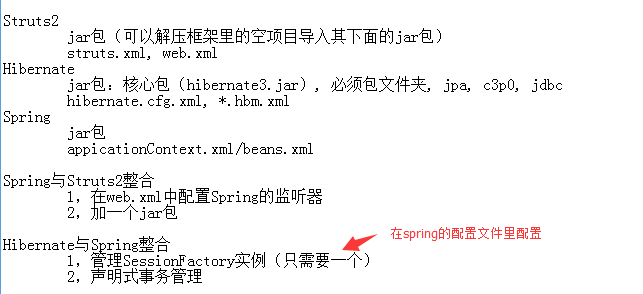 Struts2
jar包（可以解压框架里的空项目导入其下面的jar包）
struts.xml, web.xml
Hibernate
jar包：核心包（hibernate3.jar）, 必须包文件夹, jpa, c3p0, jdbc
hibernate.cfg.xml, *.hbm.xml
Spring
jar包
appicationContext.xml/beans.xml
Spring与Struts2整合
1, 在web.xml中配置Spring的监听器
2, 加一个jar包
在spring的配置文件里配置
Hibernate与Spring整合
1, 管理SessionFactory实例（只需要一个）
2, 声明式事务管理